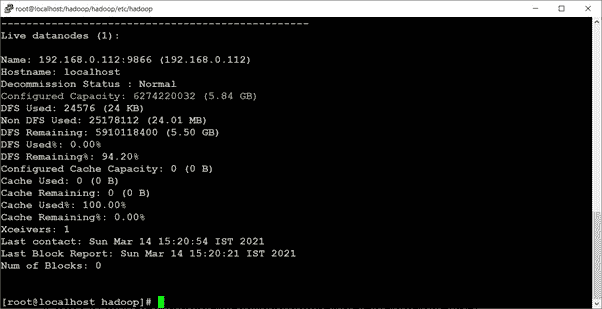 root@localhost:/hadoop/hadoop/etc/hadoop
-------------------------------------------------
Live datanodes (1):
Name: 192.168.0.112:9866 (192.168.0.112)
Hostname: localhost
Decommission Status : Normal
Configured Capacity: 6274220032 (5.84 GB)
DFS Used: 24576 (24 KB)
Non DFS Used: 25178112 (24.01 MB)
DFS Remaining: 5910118400 (5.50 GB)
DFS Used%: 0.00%
DFS Remaining%: 94.20%
Configured Cache Capacity: 0 (0 B)
Cache Used: 0 (0 B)
Cache Remaining: 0 (0 B)
Cache Used%: 100.00%
Cache Remaining%: 0.00%
Xceivers: 1
Last contact: Sun Mar 14 15:20:54 IST 2021
Last Block Report: Sun Mar 14 15:20:21 IST 2021
Num of Blocks: 0
[root@localhost hadoop]#